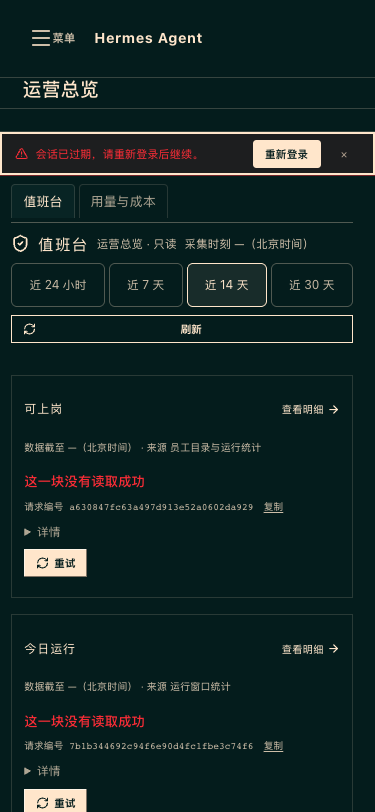 菜单 Hermes Agent
运营总览
会话已过期，请重新登录后继续。 重新登录 ×
值班台 用量与成本
值班台 运营总览 · 只读 采集时刻 —（北京时间）
近 24 小时 近 7 天 近 14 天 近 30 天
刷新
可上岗 查看明细 →
数据截至 —（北京时间） · 来源 员工目录与运行统计
这一块没有读取成功
请求编号 a630847fc63a497d913e52a0602da929 复制
▶ 详情
重试
今日运行 查看明细 →
数据截至 —（北京时间） · 来源 运行窗口统计
这一块没有读取成功
请求编号 7b1b344692c94f6e90d4fc1fbe3c74f6 复制
▶ 详情
重试